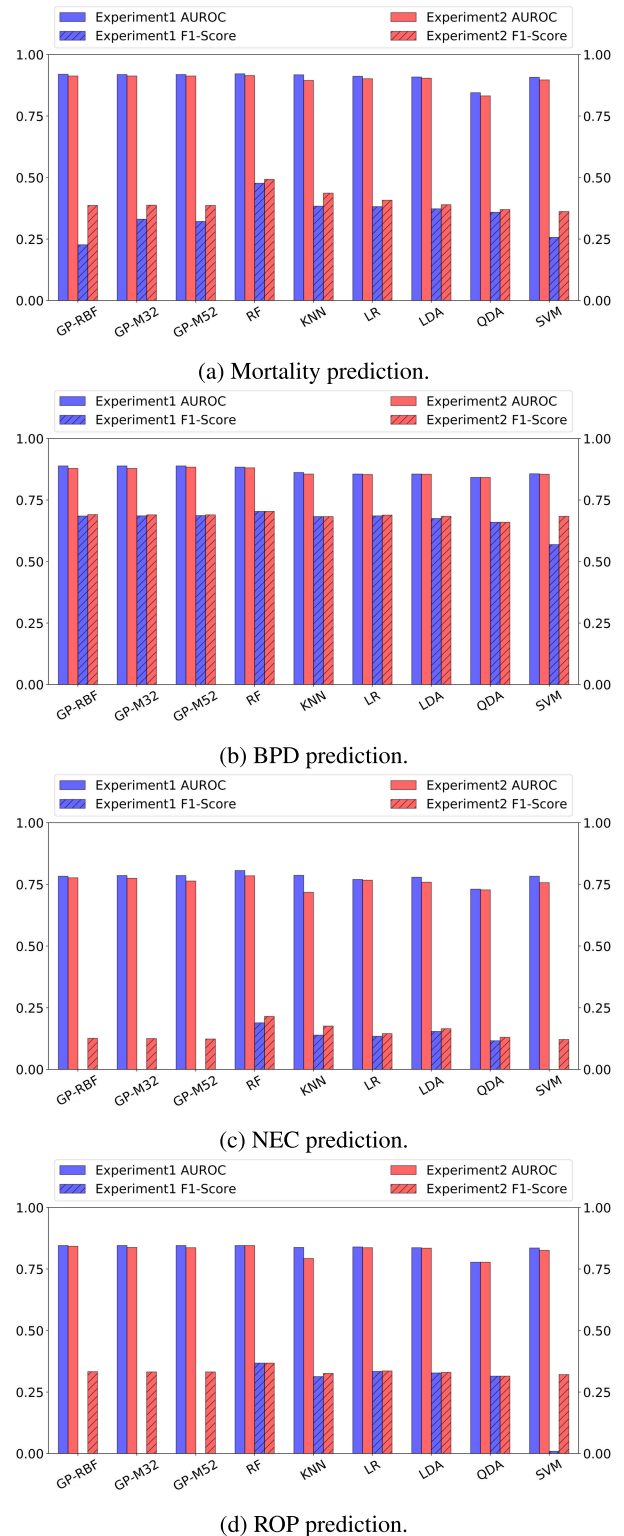 Experiment1 AUROC Experiment2 AUROC
Experiment1 F1-Score Experiment2 F1-Score
1.00 1.00
0.75 0.75
0.50 0.50
0.25 0.25
0.00 0.00
GP-RBF GP-M32 GP-M52 RF KNN LR LDA QDA SVM
(a) Mortality prediction.
Experiment1 AUROC Experiment2 AUROC
Experiment1 F1-Score Experiment2 F1-Score
1.00 1.00
0.75 0.75
0.50 0.50
0.25 0.25
0.00 0.00
GP-RBF GP-M32 GP-M52 RF KNN LR LDA QDA SVM
(b) BPD prediction.
Experiment1 AUROC Experiment2 AUROC
Experiment1 F1-Score Experiment2 F1-Score
1.00 1.00
0.75 0.75
0.50 0.50
0.25 0.25
0.00 0.00
GP-RBF GP-M32 GP-M52 RF KNN LR LDA QDA SVM
(c) NEC prediction.
Experiment1 AUROC Experiment2 AUROC
Experiment1 F1-Score Experiment2 F1-Score
1.00 1.00
0.75 0.75
0.50 0.50
0.25 0.25
0.00 0.00
GP-RBF GP-M32 GP-M52 RF KNN LR LDA QDA SVM
(d) ROP prediction.